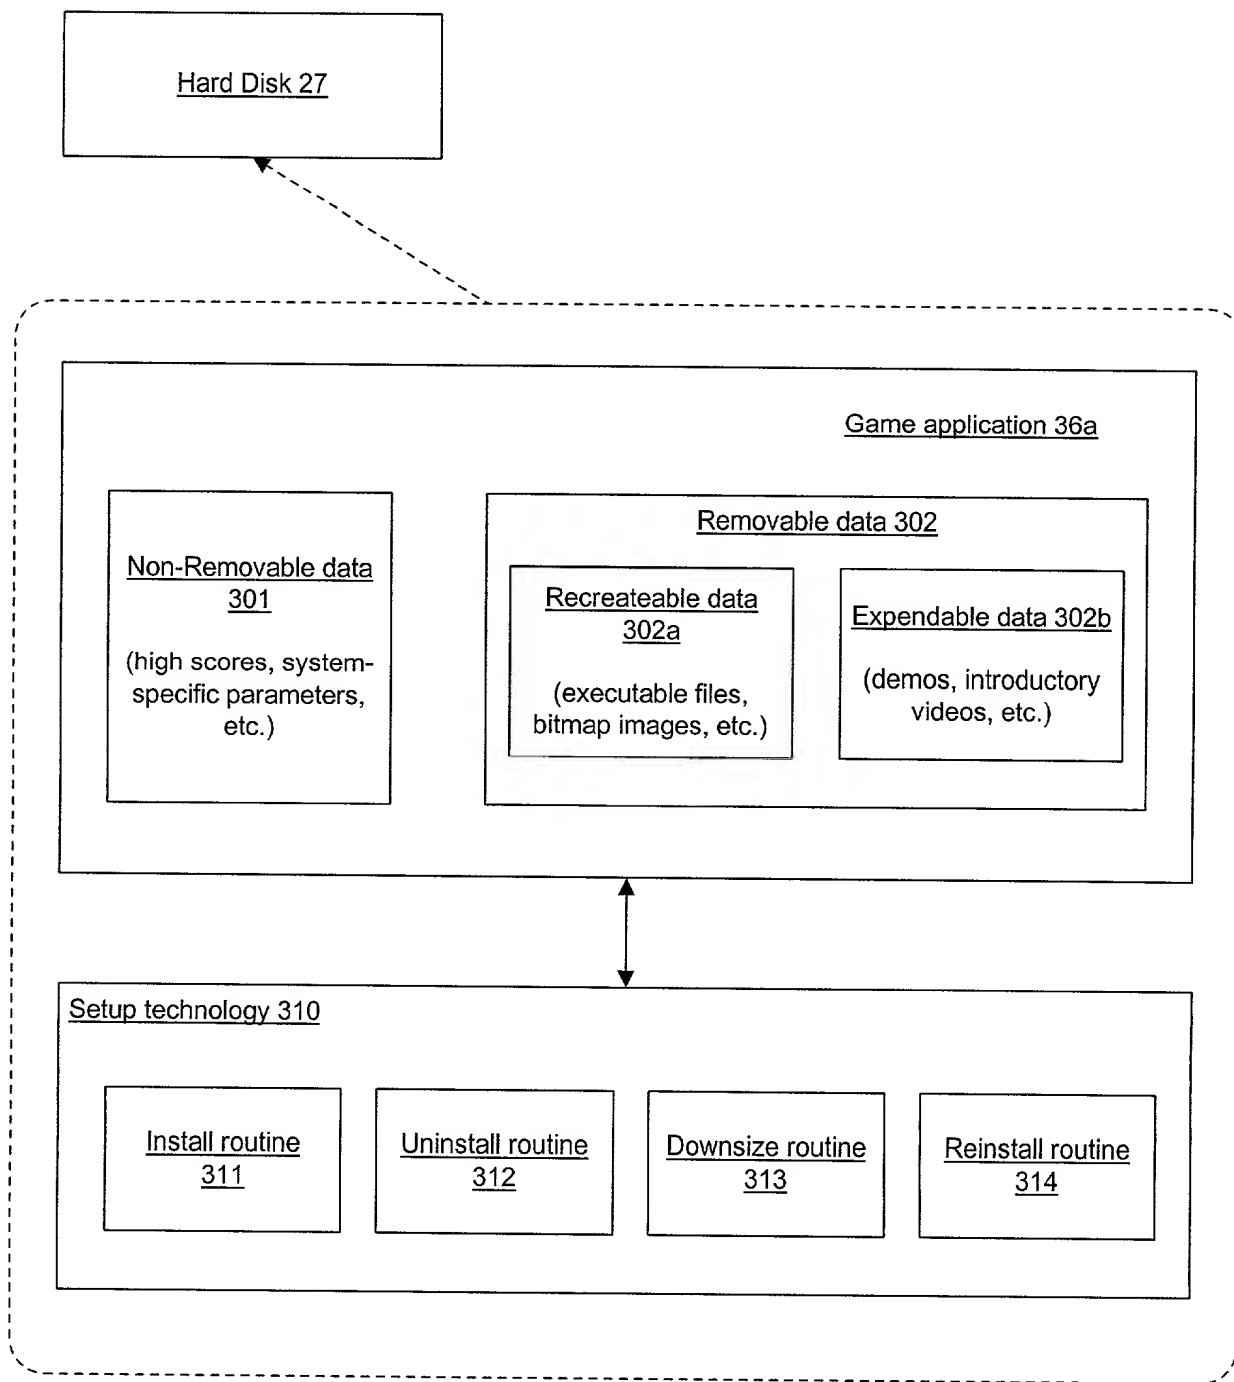 Hard Disk 27
Game application 36a
Non-Removable data
301
(high scores, system-
specific parameters,
etc.)
Removable data 302
Recreateable data
302a
(executable files,
bitmap images, etc.)
Expendable data 302b
(demos, introductory
videos, etc.)
Setup technology 310
Install routine
311
Uninstall routine
312
Downsize routine
313
Reinstall routine
314